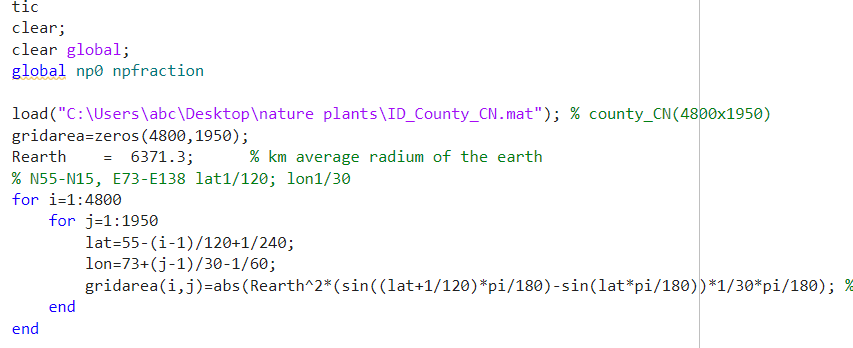 tic
clear;
clear global;
global np0 npfraction
load("C:\Users\abc\Desktop\nature plants\ID_County_CN.mat"); % county_CN(4800x1950)
gridarea=zeros(4800,1950);
Rearth    =  6371.3;      % km average radium of the earth
% N55-N15, E73-E138 lat1/120; lon1/30
for i=1:4800
    for j=1:1950
        lat=55-(i-1)/120+1/240;
        lon=73+(j-1)/30-1/60;
        gridarea(i,j)=abs(Rearth^2*(sin((lat+1/120)*pi/180)-sin(lat*pi/180))*1/30*pi/180); %
    end
end